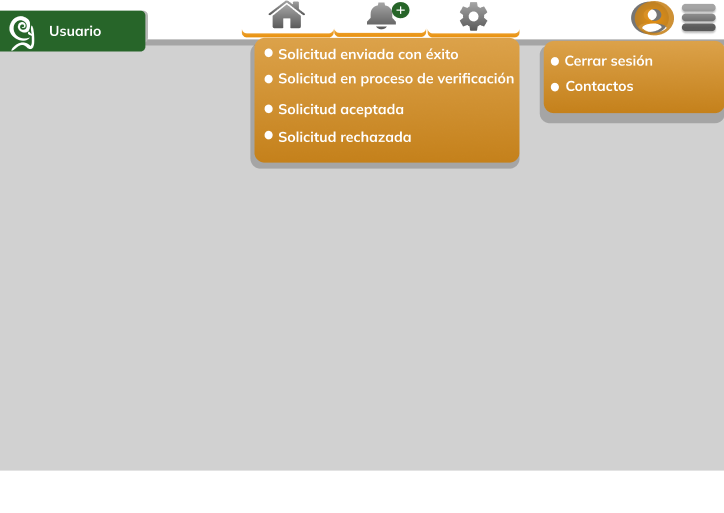 Usuario
Solicitud enviada con éxito
Solicitud en proceso de verificación
Solicitud aceptada
Solicitud rechazada
Cerrar sesión
Contactos